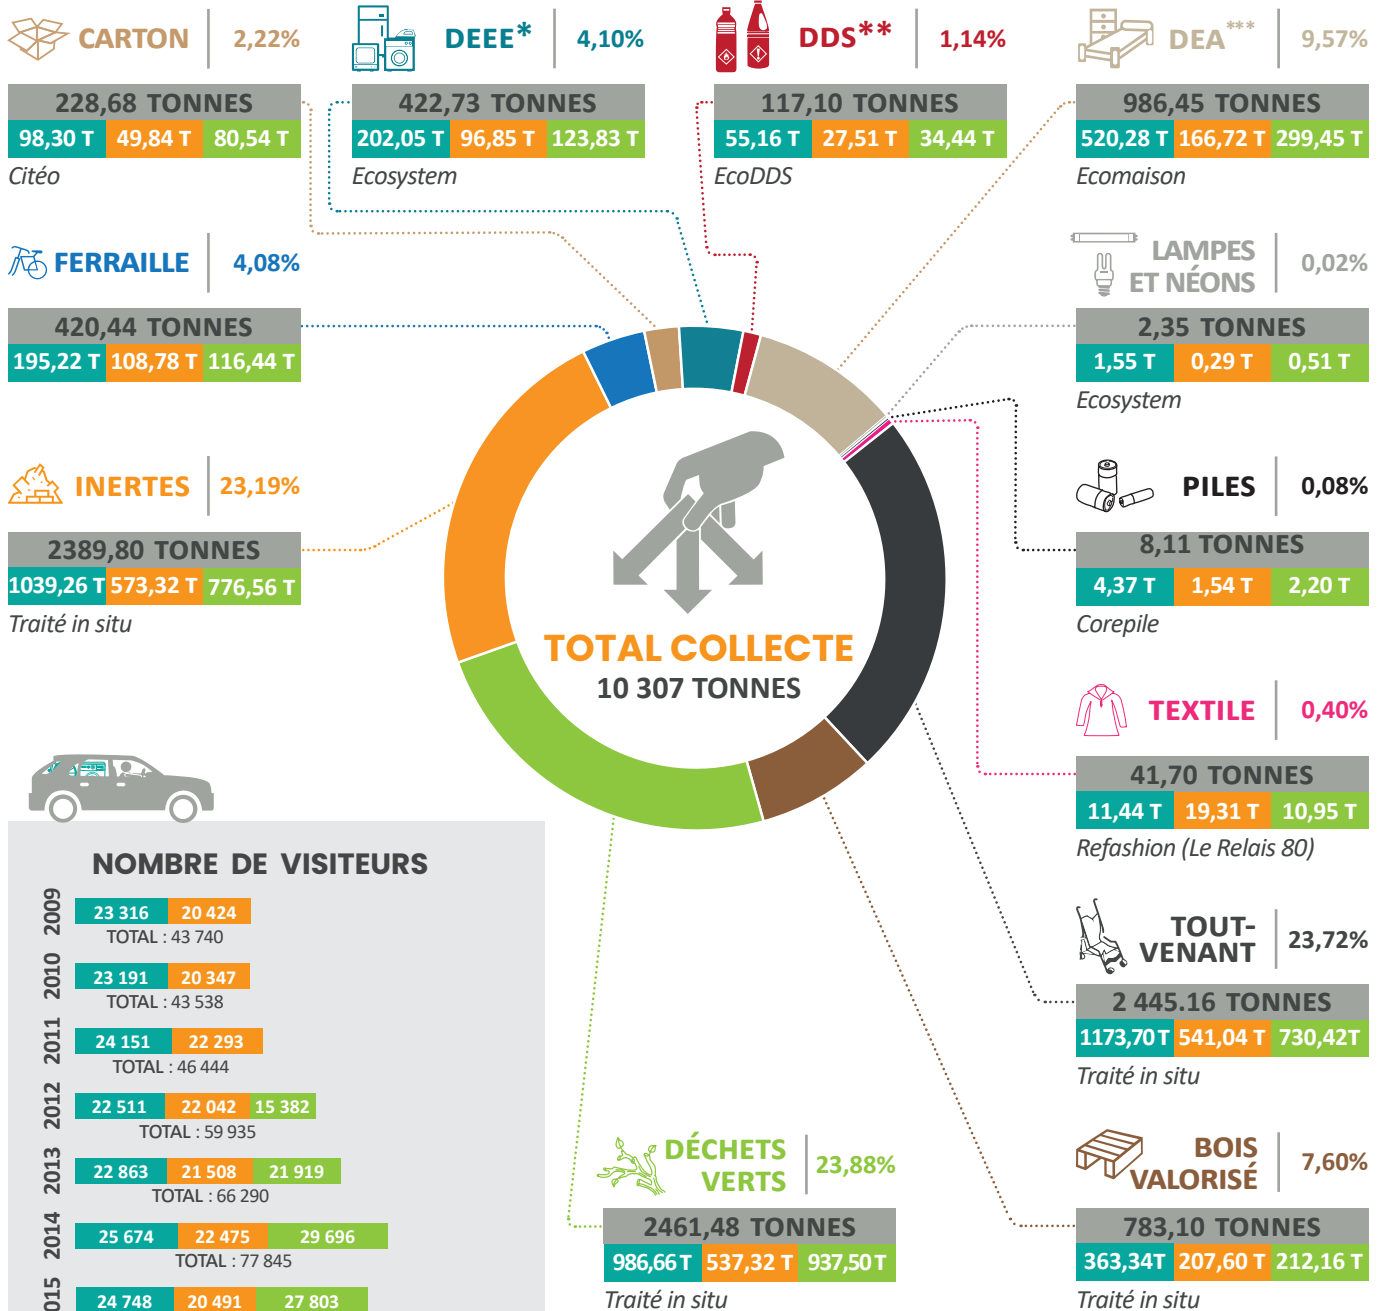 CARTON 2,22%
228,68 TONNES
98,30 T 49,84 T 80,54 T
Citéo
DEEE* 4,10%
422,73 TONNES
202,05 T 96,85 T 123,83 T
Ecosystem
DDS** 1,14%
117,10 TONNES
55,16 T 27,51 T 34,44 T
EcoDDS
DEA*** 9,57%
986,45 TONNES
520,28 T 166,72 T 299,45 T
Ecomaison
FERRAILLE 4,08%
420,44 TONNES
195,22 T 108,78 T 116,44 T
LAMPES
ET NÉONS 0,02%
2,35 TONNES
1,55 T 0,29 T 0,51 T
Ecosystem
INERTES 23,19%
2389,80 TONNES
1039,26 T 573,32 T 776,56 T
Traité in situ
PILES 0,08%
8,11 TONNES
4,37 T 1,54 T 2,20 T
Corepile
TOTAL COLLECTE
10 307 TONNES
TEXTILE 0,40%
41,70 TONNES
11,44 T 19,31 T 10,95 T
Refashion (Le Relais 80)
TOUT-
VENANT 23,72%
2 445.16 TONNES
1173,70 T 541,04 T 730,42T
Traité in situ
DÉCHETS
VERTS 23,88%
2461,48 TONNES
986,66 T 537,32 T 937,50 T
Traité in situ
BOIS
VALORISÉ 7,60%
783,10 TONNES
363,34T 207,60 T 212,16 T
Traité in situ
NOMBRE DE VISITEURS
2009
23 316 20 424
TOTAL : 43 740
2010
23 191 20 347
TOTAL : 43 538
2011
24 151 22 293
TOTAL : 46 444
2012
22 511 22 042 15 382
TOTAL : 59 935
2013
22 863 21 508 21 919
TOTAL : 66 290
2014
25 674 22 475 29 696
TOTAL : 77 845
015
24 748 20 491 27 803